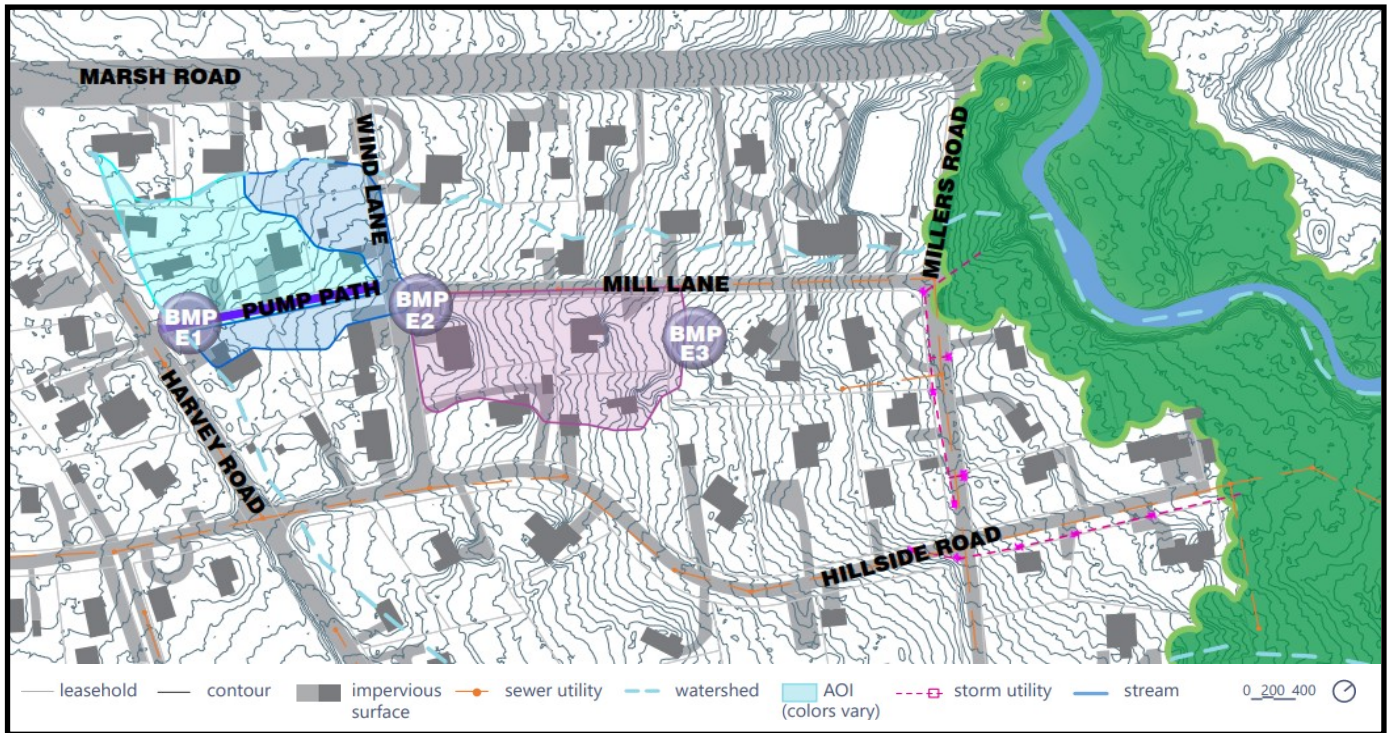 MARSH ROAD
WIND LANE
MILLERS ROAD
MILL LANE
PUMP PATH
BMP
E1
BMP
E2
BMP
E3
HARVEY ROAD
HILLSIDE ROAD
leasehold
contour
impervious
surface
sewer utility
watershed
AOI
(colors vary)
storm utility
stream
0 200 400